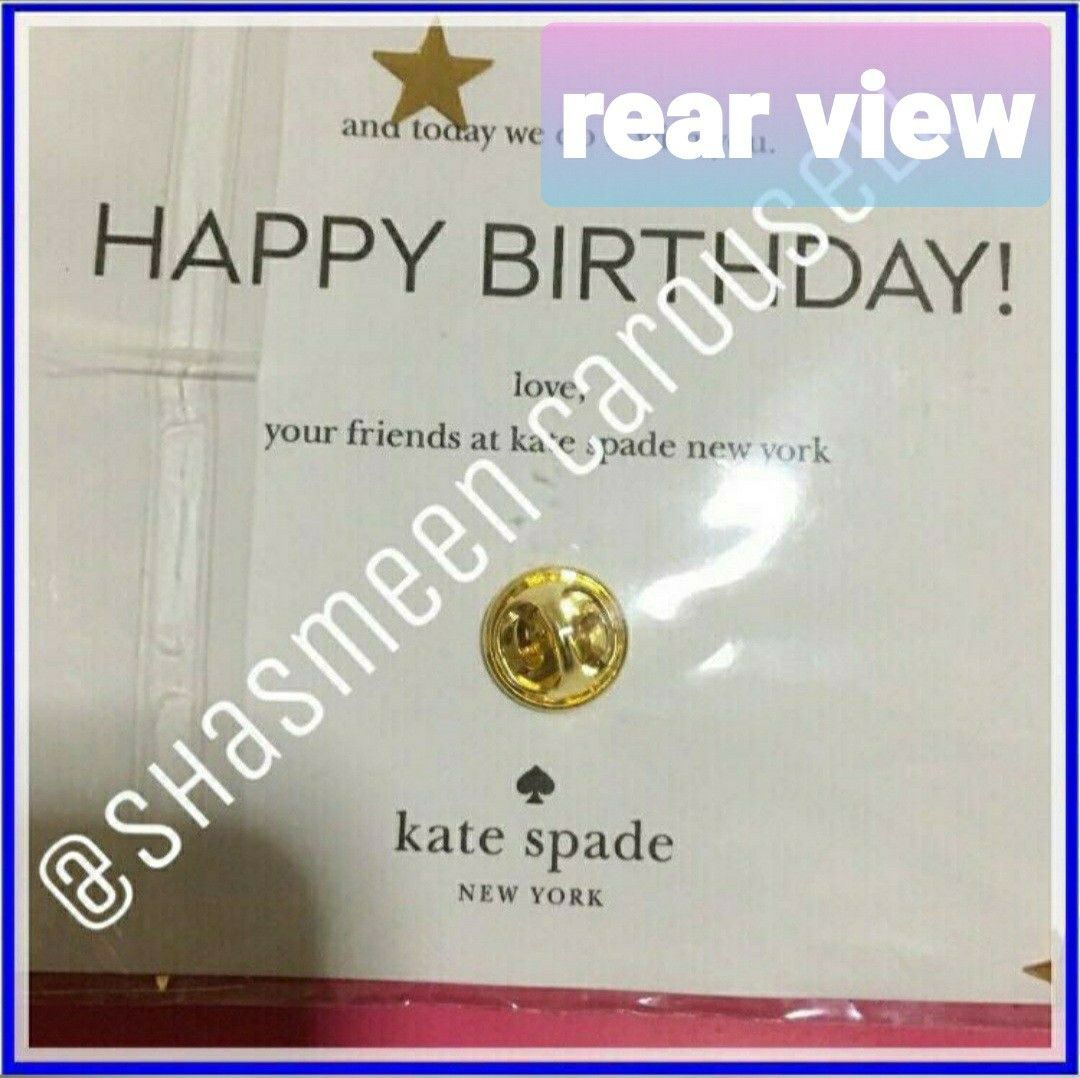 rear view
and today we
HAPPY BIRTHDAY!
love,
your friends at kate spade new york
@SHasmeen.carousell
kate spade
NEW YORK